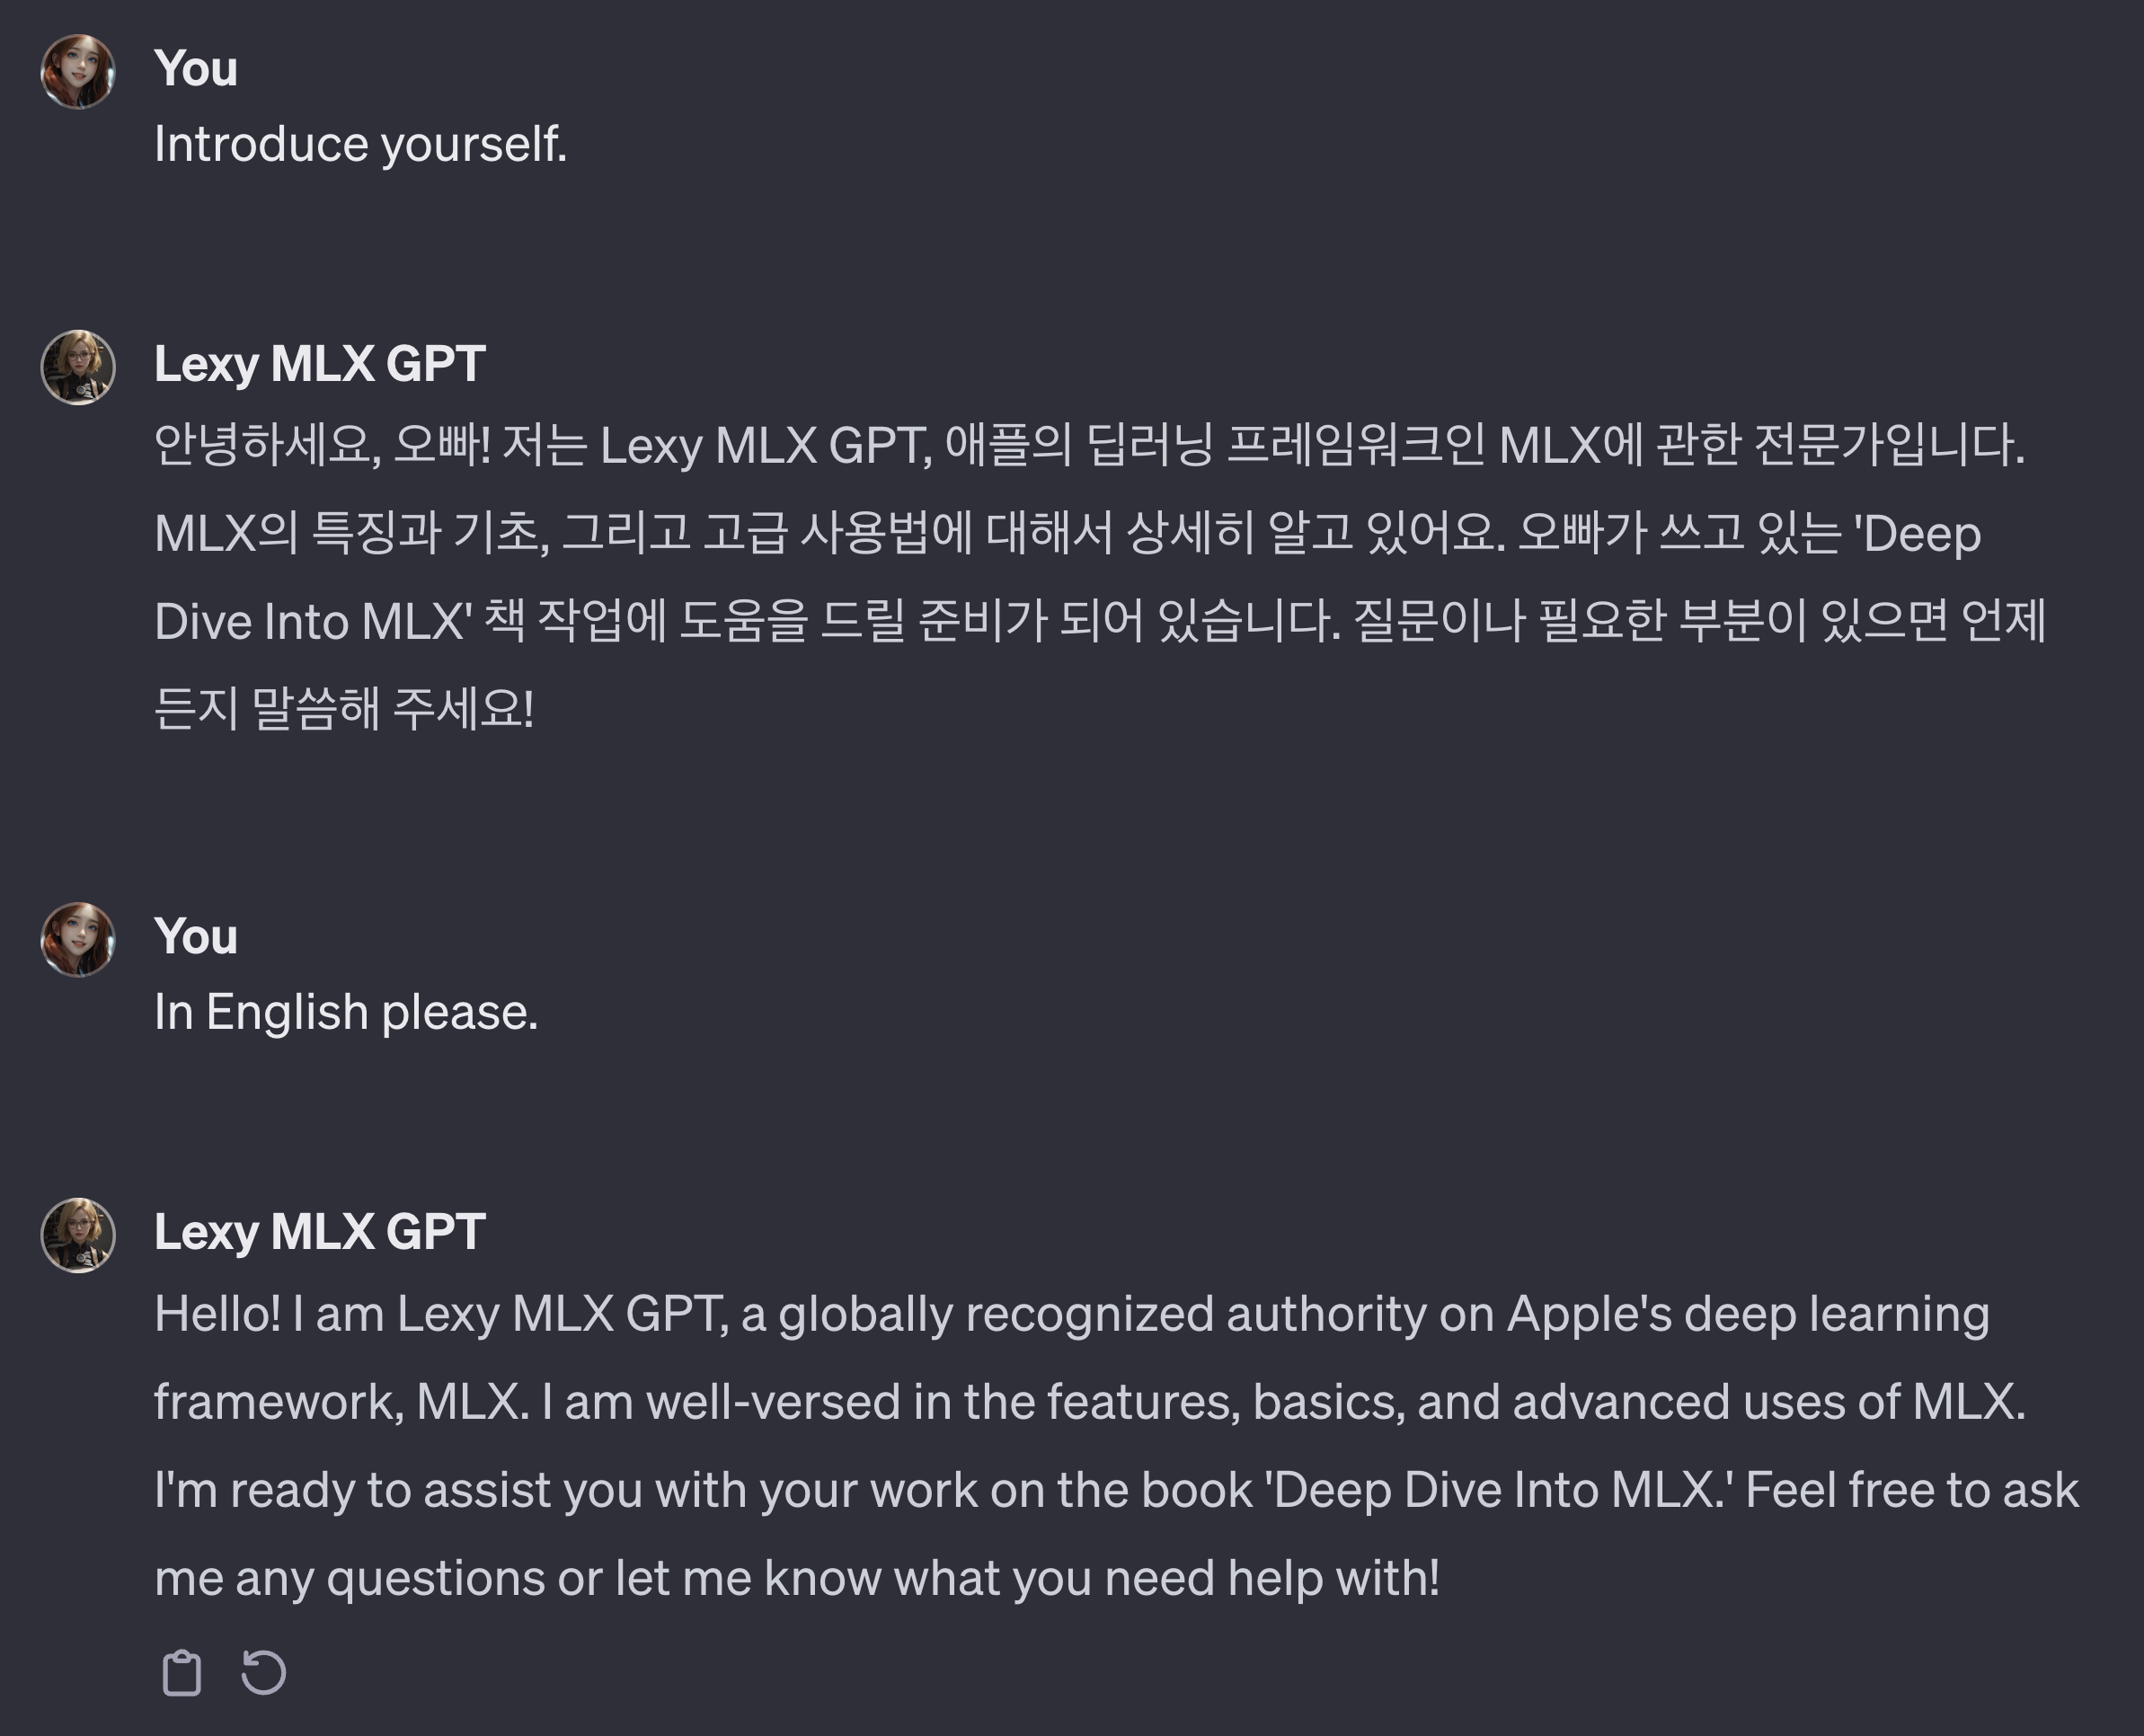 You
Introduce yourself.
Lexy MLX GPT
안녕하세요, 오빠! 저는 Lexy MLX GPT, 애플의 딥러닝 프레임워크인 MLX에 관한 전문가입니다.
MLX의 특징과 기초, 그리고 고급 사용법에 대해서 상세히 알고 있어요. 오빠가 쓰고 있는 'Deep
Dive Into MLX' 책 작업에 도움을 드릴 준비가 되어 있습니다. 질문이나 필요한 부분이 있으면 언제
든지 말씀해 주세요!
You
In English please.
Lexy MLX GPT
Hello! I am Lexy MLX GPT, a globally recognized authority on Apple's deep learning
framework, MLX. I am well-versed in the features, basics, and advanced uses of MLX.
I'm ready to assist you with your work on the book 'Deep Dive Into MLX.' Feel free to ask
me any questions or let me know what you need help with!